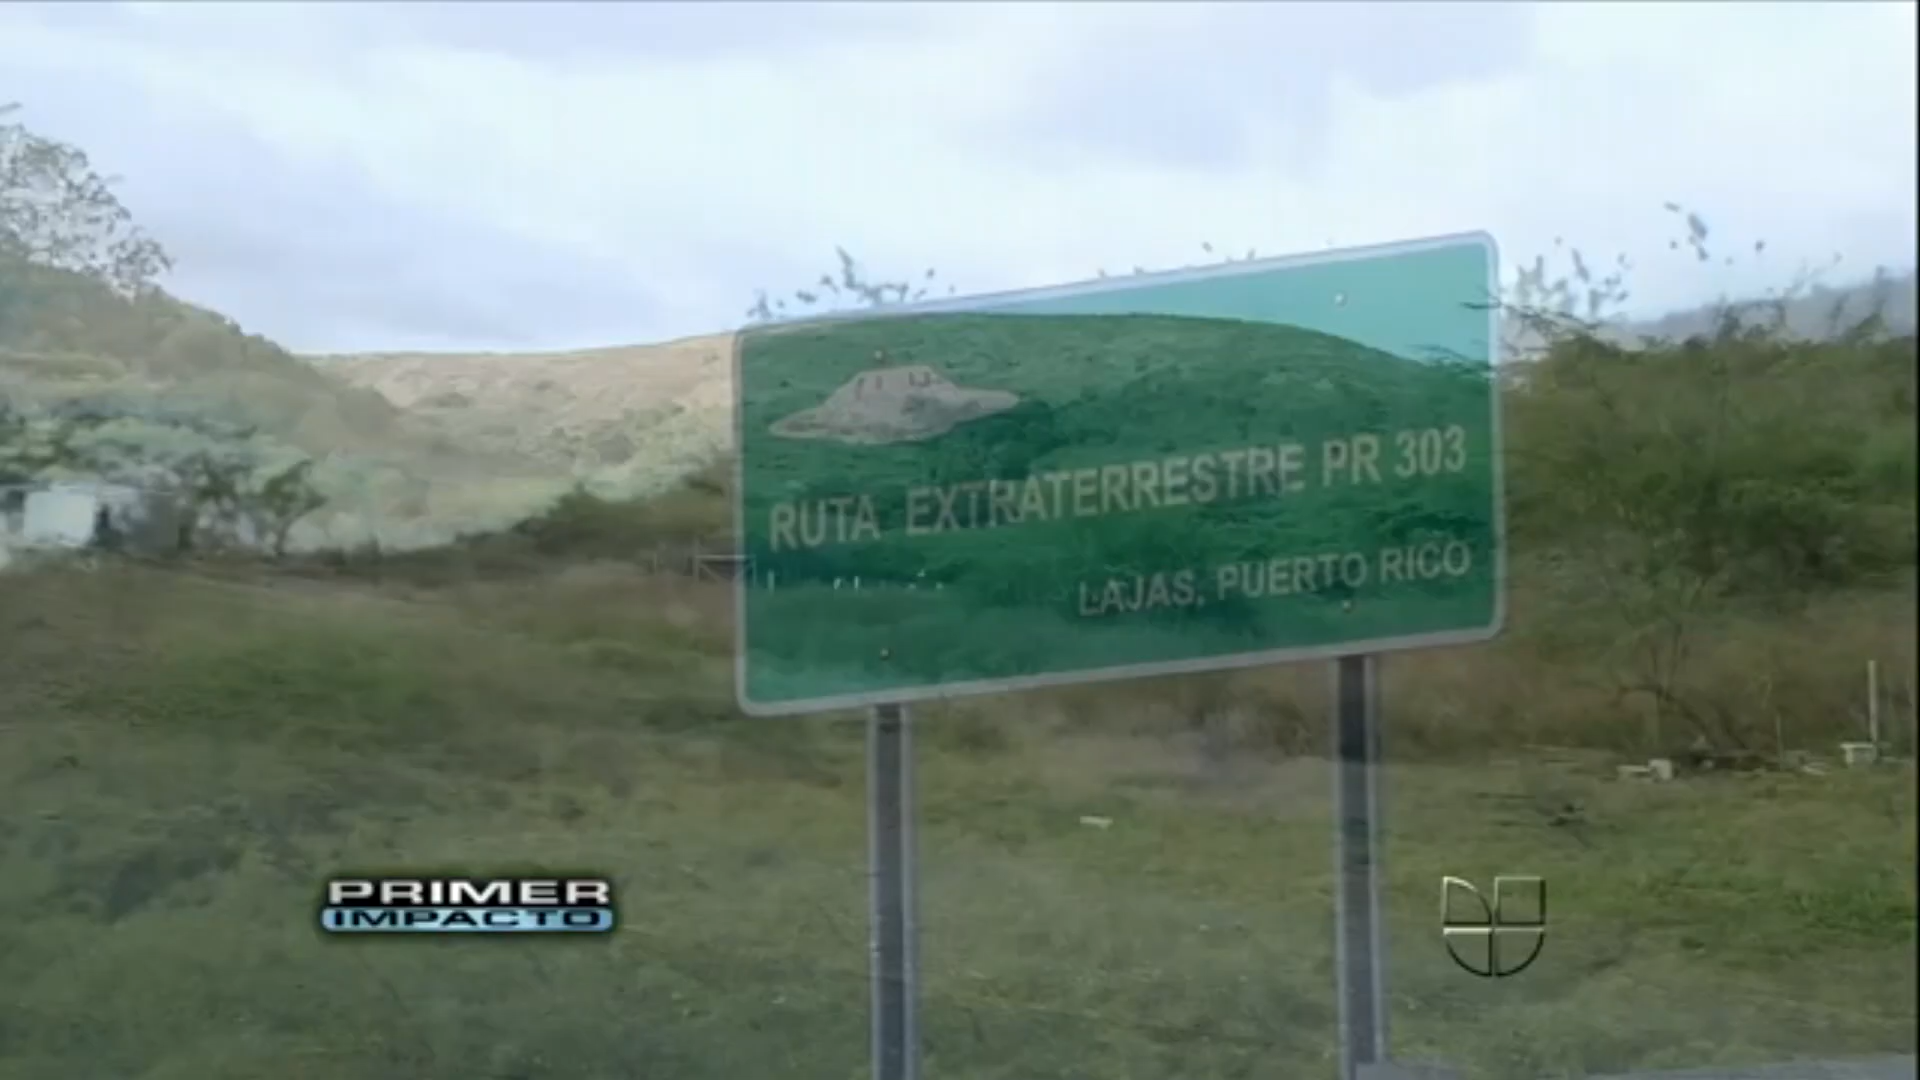 RUTA EXTRATERRESTRE PR 303
LAJAS, PUERTO RICO
PRIMER
IMPACTO